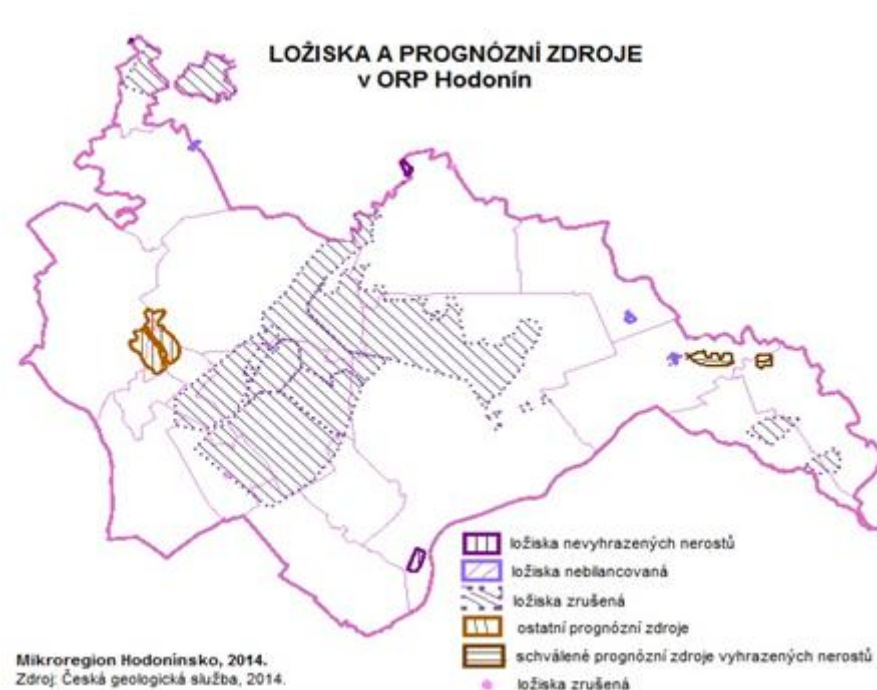 LOŽISKA A PROGNÓZNÍ ZDROJE
v ORP Hodonín
ložiska nevyhrazených nerostů
ložiska nebilancovaná
ložiska zrušená
ostatní prognózní zdroje
schválené prognózní zdroje vyhrazených nerostů
ložiska zrušená
Mikroregion Hodonínsko, 2014.
Zdroj: Česká geologická služba, 2014.